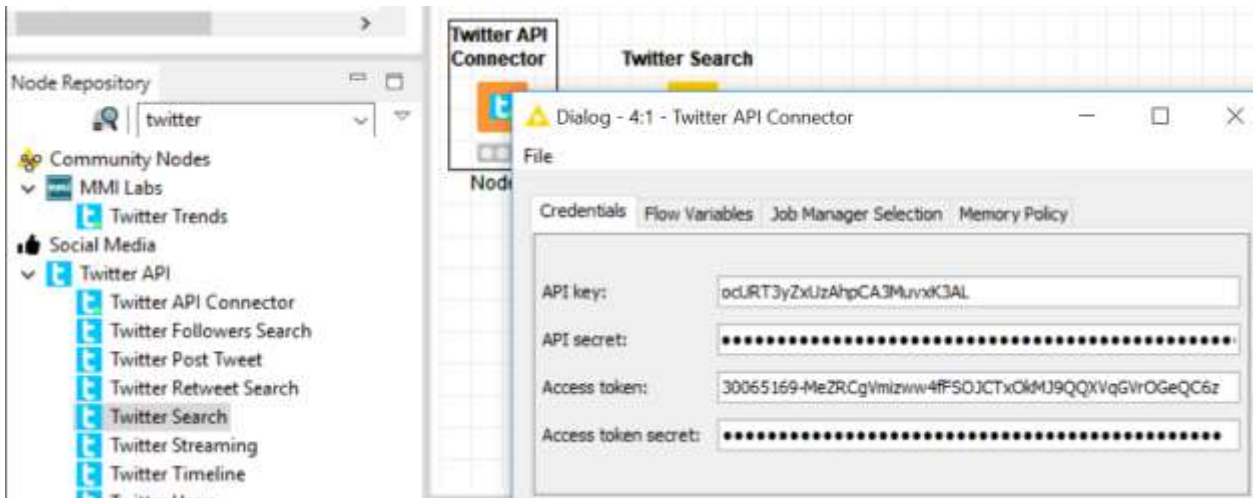 Node Repository
twitter
Community Nodes
MMI Labs
Twitter Trends
Social Media
Twitter API
Twitter API Connector
Twitter Followers Search
Twitter Post Tweet
Twitter Retweet Search
Twitter Search
Twitter Streaming
Twitter Timeline
Twitter API
Connector
Twitter Search
Node
Dialog - 4:1 - Twitter API Connector
File
Credentials Flow Variables Job Manager Selection Memory Policy
API key: ocURT3yZxUzAhpCA3MuvxK3AL
API secret:
Access token: 30065169-MeZRCgVmizww4fFSOJCTxOkMJ9QQXVqGVrOGeQC6z
Access token secret: